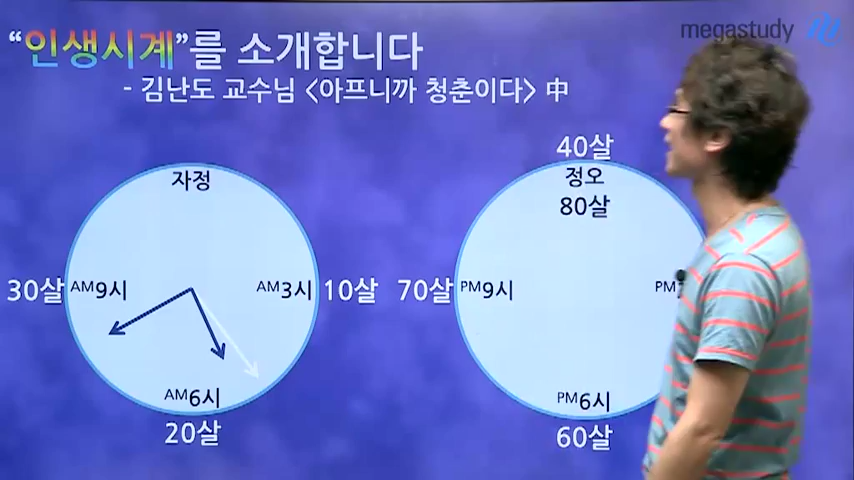 megastudy
“인생시계”를 소개합니다
- 김난도 교수님 <아프니까 청춘이다> 中
자정
30살 AM9시
AM3시 10살
AM6시
20살
40살
정오
80살
70살 PM9시
PM
PM6시
60살